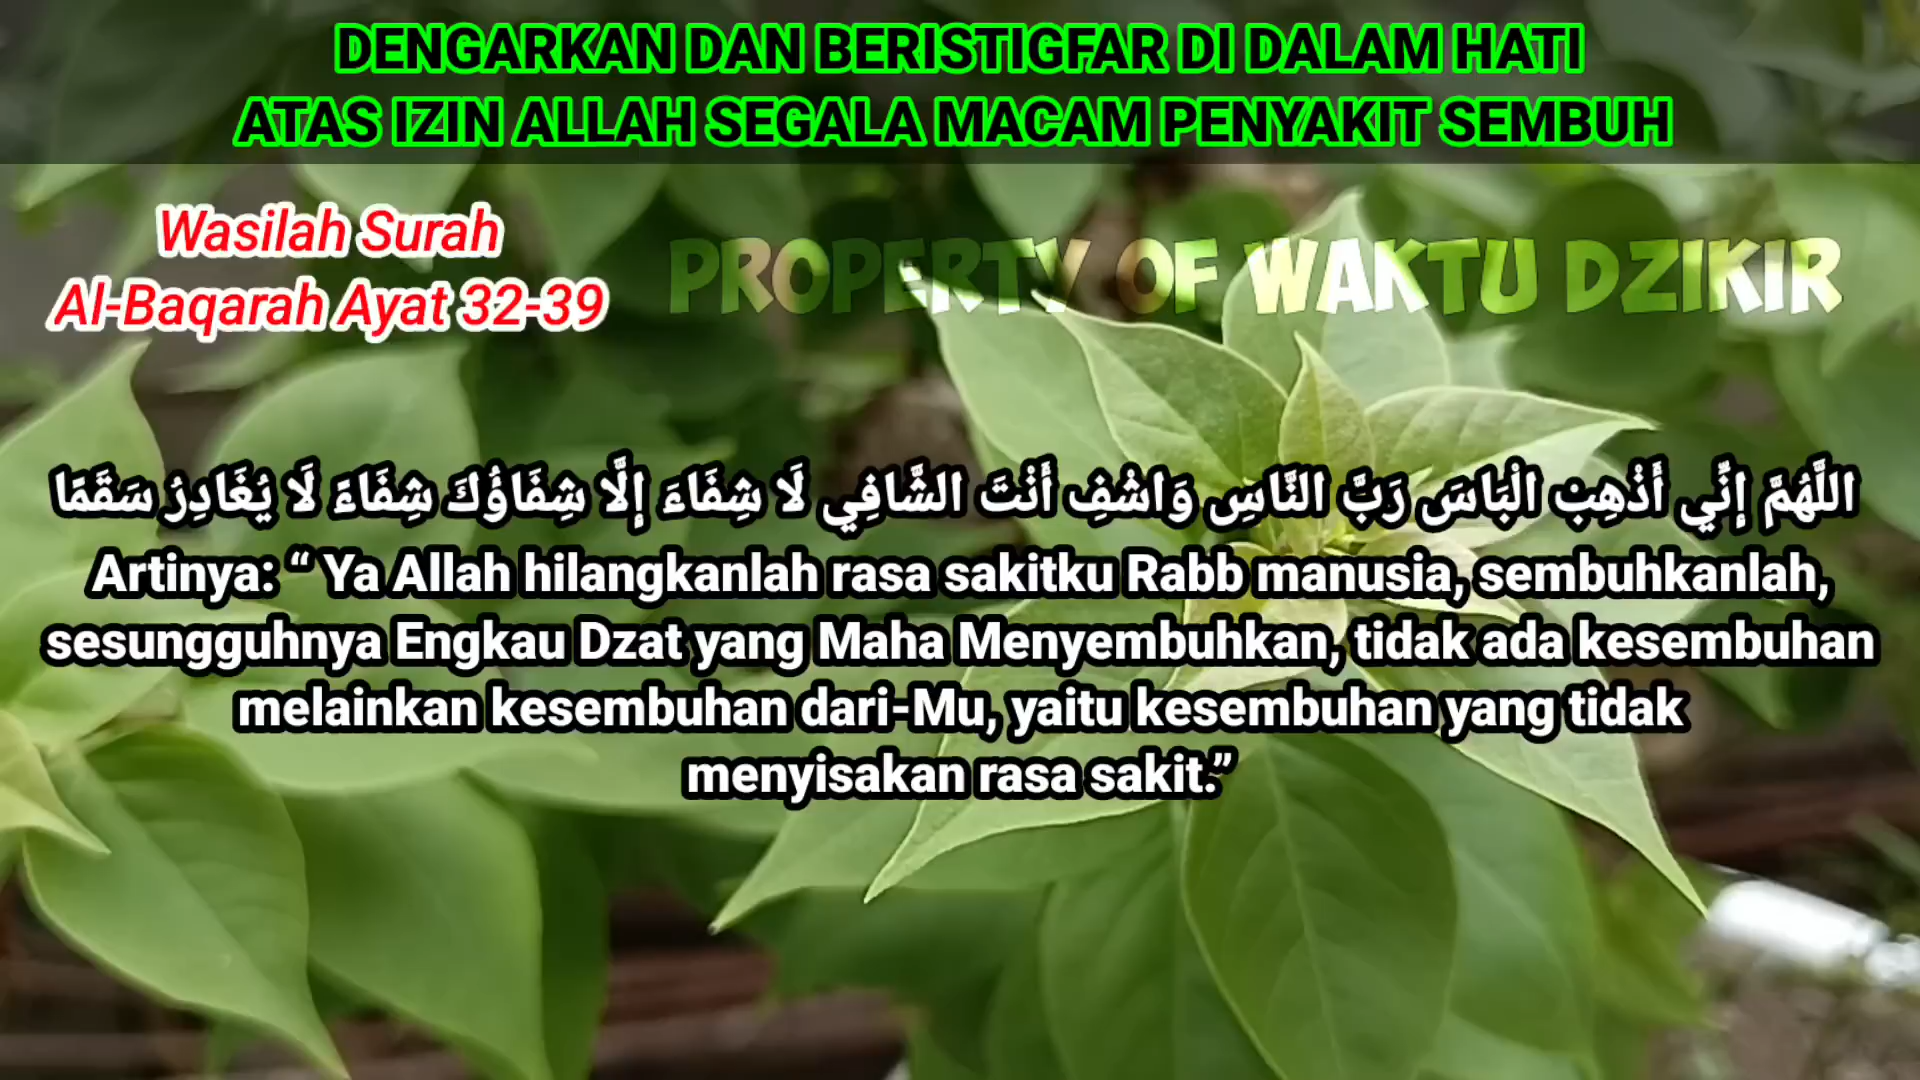 DENGARKAN DAN BERISTIGFAR DI DALAM HATI
ATAS IZIN ALLAH SEGALA MACAM PENYAKIT SEMBUH
Wasilah Surah
Al-Baqarah Ayat 32-39
PROPERTY OF WAKTU DZIKIR
اللَّهُمَّ إِنِّي أَذْهِبْ الْبَاسَ رَبَّ النَّاسِ وَاشْفِ أَنْتَ الشَّافِي لَا شِفَاءَ إِلَّا شِفَاؤُكَ شِفَاءً لَا يُغَادِرُ سَقَمًا
Artinya: “ Ya Allah hilangkanlah rasa sakitku Rabb manusia, sembuhkanlah,
sesungguhnya Engkau Dzat yang Maha Menyembuhkan, tidak ada kesembuhan
melainkan kesembuhan dari-Mu, yaitu kesembuhan yang tidak
menyisakan rasa sakit.”